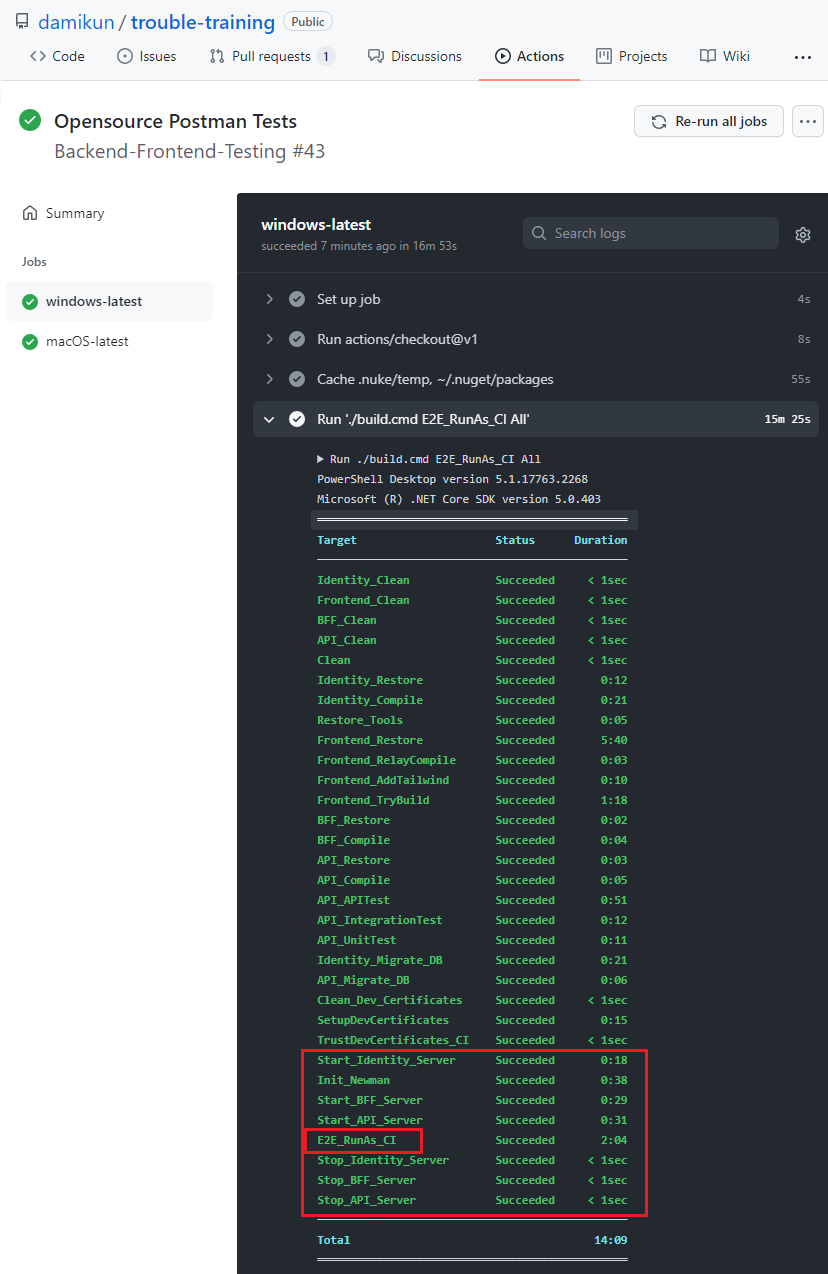 damikun / trouble-training Public
Code Issues Pull requests 1 Discussions Actions Projects Wiki ...
Opensource Postman Tests
Backend-Frontend-Testing #43
Re-run all jobs ...
Summary
Jobs
windows-latest
macOS-latest
windows-latest
succeeded 7 minutes ago in 16m 53s
Search logs
Set up job 4s
Run actions/checkout@v1 8s
Cache .nuke/temp, ~/.nuget/packages 55s
Run './build.cmd E2E_RunAs_CI All' 15m 25s
Run ./build.cmd E2E_RunAs_CI All
PowerShell Desktop version 5.1.17763.2268
Microsoft (R) .NET Core SDK version 5.0.403
Target Status Duration
Identity_Clean Succeeded < 1sec
Frontend_Clean Succeeded < 1sec
BFF_Clean Succeeded < 1sec
API_Clean Succeeded < 1sec
Clean Succeeded < 1sec
Identity_Restore Succeeded 0:12
Identity_Compile Succeeded 0:21
Restore_Tools Succeeded 0:05
Frontend_Restore Succeeded 5:40
Frontend_RelayCompile Succeeded 0:03
Frontend_AddTailwind Succeeded 0:10
Frontend_TryBuild Succeeded 1:18
BFF_Restore Succeeded 0:02
BFF_Compile Succeeded 0:04
API_Restore Succeeded 0:03
API_Compile Succeeded 0:05
API_APITest Succeeded 0:51
API_IntegrationTest Succeeded 0:12
API_UnitTest Succeeded 0:11
Identity_Migrate_DB Succeeded 0:21
API_Migrate_DB Succeeded 0:06
Clean_Dev_Certificates Succeeded < 1sec
SetupDevCertificates Succeeded 0:15
TrustDevCertificates_CI Succeeded < 1sec
Start_Identity_Server Succeeded 0:18
Init_Newman Succeeded 0:38
Start_BFF_Server Succeeded 0:29
Start_API_Server Succeeded 0:31
E2E_RunAs_CI Succeeded 2:04
Stop_Identity_Server Succeeded < 1sec
Stop_BFF_Server Succeeded < 1sec
Stop_API_Server Succeeded < 1sec
Total 14:09